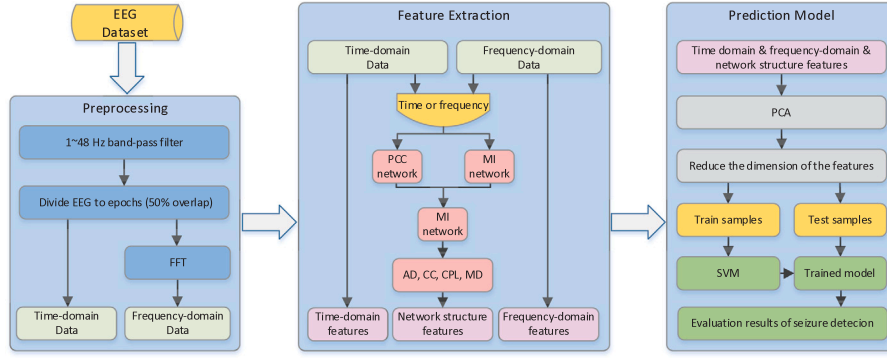 EEG
Dataset
Preprocessing
1~48 Hz band-pass filter
Divide EEG to epochs (50% overlap)
FFT
Time-domain
Data
Frequency-domain
Data
Feature Extraction
Time-domain
Data
Frequency-domain
Data
Time or frequency
PCC
network
MI
network
MI
network
AD, CC, CPL, MD
Time-domain
features
Network structure
features
Frequency-domain
features
Prediction Model
Time domain & frequency-domain &
network structure features
PCA
Reduce the dimension of the features
Train samples
Test samples
SVM
Trained model
Evaluation results of seizure detecion